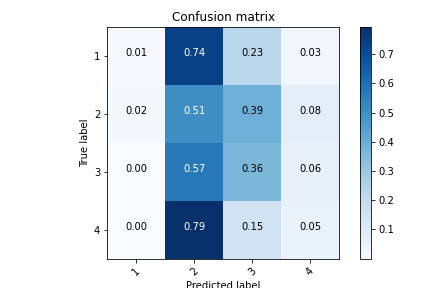 Confusion matrix
1 0.01 0.74 0.23 0.03
2 0.02 0.51 0.39 0.08
3 0.00 0.57 0.36 0.06
4 0.00 0.79 0.15 0.05
True label
1 2 3 4
Predicted label
0.7
0.6
0.5
0.4
0.3
0.2
0.1